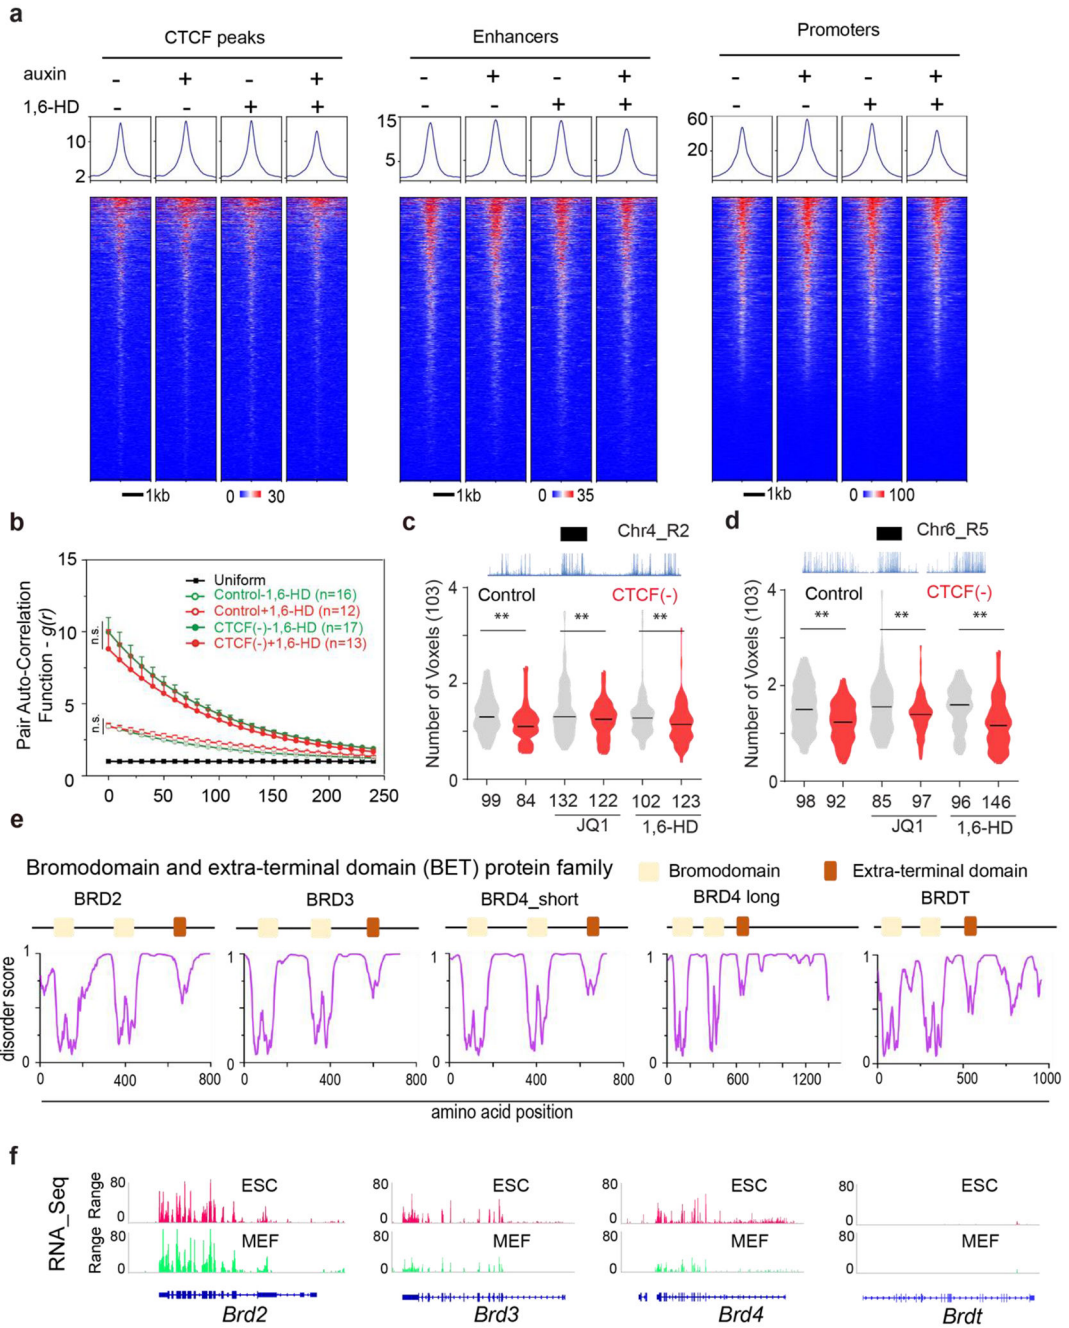 a
CTCF peaks Enhancers Promoters
auxin - + - + - + - + - + - +
1,6-HD - - + + - - + + - - + +
10 15 60
2 5 20
1kb 0 30 1kb 0 35 1kb 0 100
b
15
10
5
0
Pair Auto-Correlation
Function - g(r)
n.s.
n.s.
Uniform
Control-1,6-HD (n=16)
Control+1,6-HD (n=12)
CTCF(-)-1,6-HD (n=17)
CTCF(-)+1,6-HD (n=13)
0 50 100 150 200 250
c
Chr4_R2
Control CTCF(-)
** ** **
Number of Voxels (103)
4
2
0
99 84 132 122 102 123
JQ1 1,6-HD
d
Chr6_R5
Control CTCF(-)
** ** **
Number of Voxels (103)
4
2
0
98 92 85 97 96 146
JQ1 1,6-HD
e
Bromodomain and extra-terminal domain (BET) protein family
Bromodomain Extra-terminal domain
BRD2 BRD3 BRD4_short BRD4 long BRDT
disorder score
1 1 1 1 1
0 0 0 0 0
0 400 800 0 400 800 0 400 800 0 600 1200 0 500 1000
amino acid position
f
RNA_Seq
Range 80 0 ESC 80 0 ESC 80 0 ESC 80 0 ESC
Range 80 0 MEF 80 0 MEF 80 0 MEF 80 0 MEF
Brd2 Brd3 Brd4 Brdt